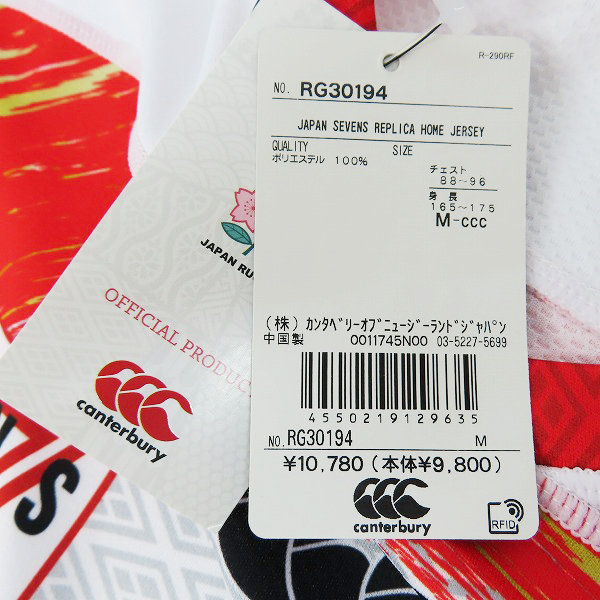 R-290RF
NO. RG30194
JAPAN SEVENS REPLICA HOME JERSEY
QUALITY SIZE
ポリエステル 100%
チェスト
88~96
身 長
165~175
M-ccc
(株) カンタベリーオブニュージーランドジャパン
中国製 0011745N00 03-5227-5699
4550219129635
NO. RG30194 M
¥10,780 (本体¥9,800)
canterbury
RFID
JAPAN RU
OFFICIAL PRODUC
canterbury
7/S